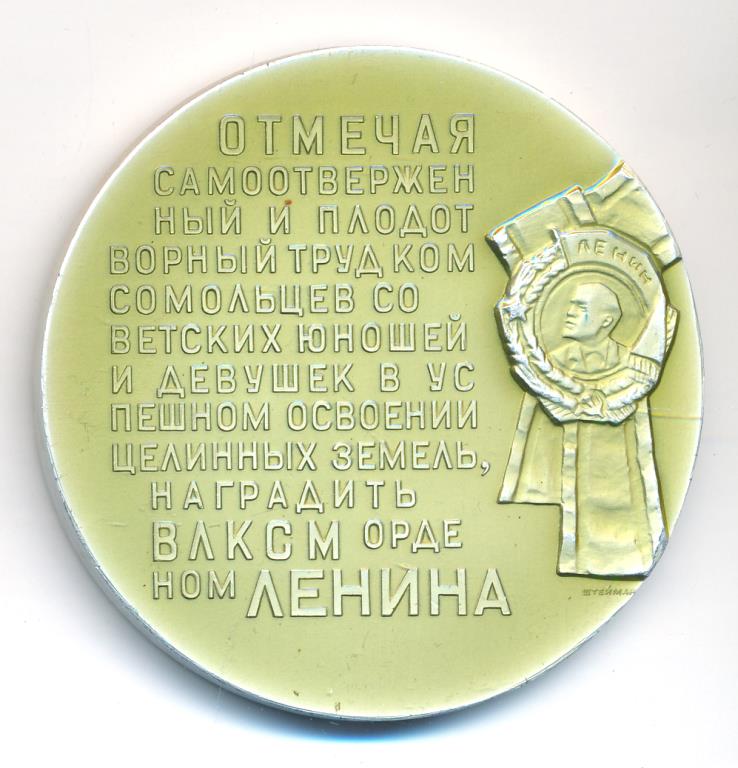 ОТМЕЧАЯ
САМООТВЕРЖЕН
НЫЙ И ПЛОДОТ
ВОРНЫЙ ТРУД КОМ
СОМОЛЬЦЕВ СО
ВЕТСКИХ ЮНОШЕЙ
И ДЕВУШЕК В УС
ПЕШНОМ ОСВОЕНИИ
ЦЕЛИННЫХ ЗЕМЕЛЬ,
НАГРАДИТЬ
ВЛКСМ ОРДЕ
НОМ ЛЕНИНА
ЛЕНИН
ШТЕЙМАН